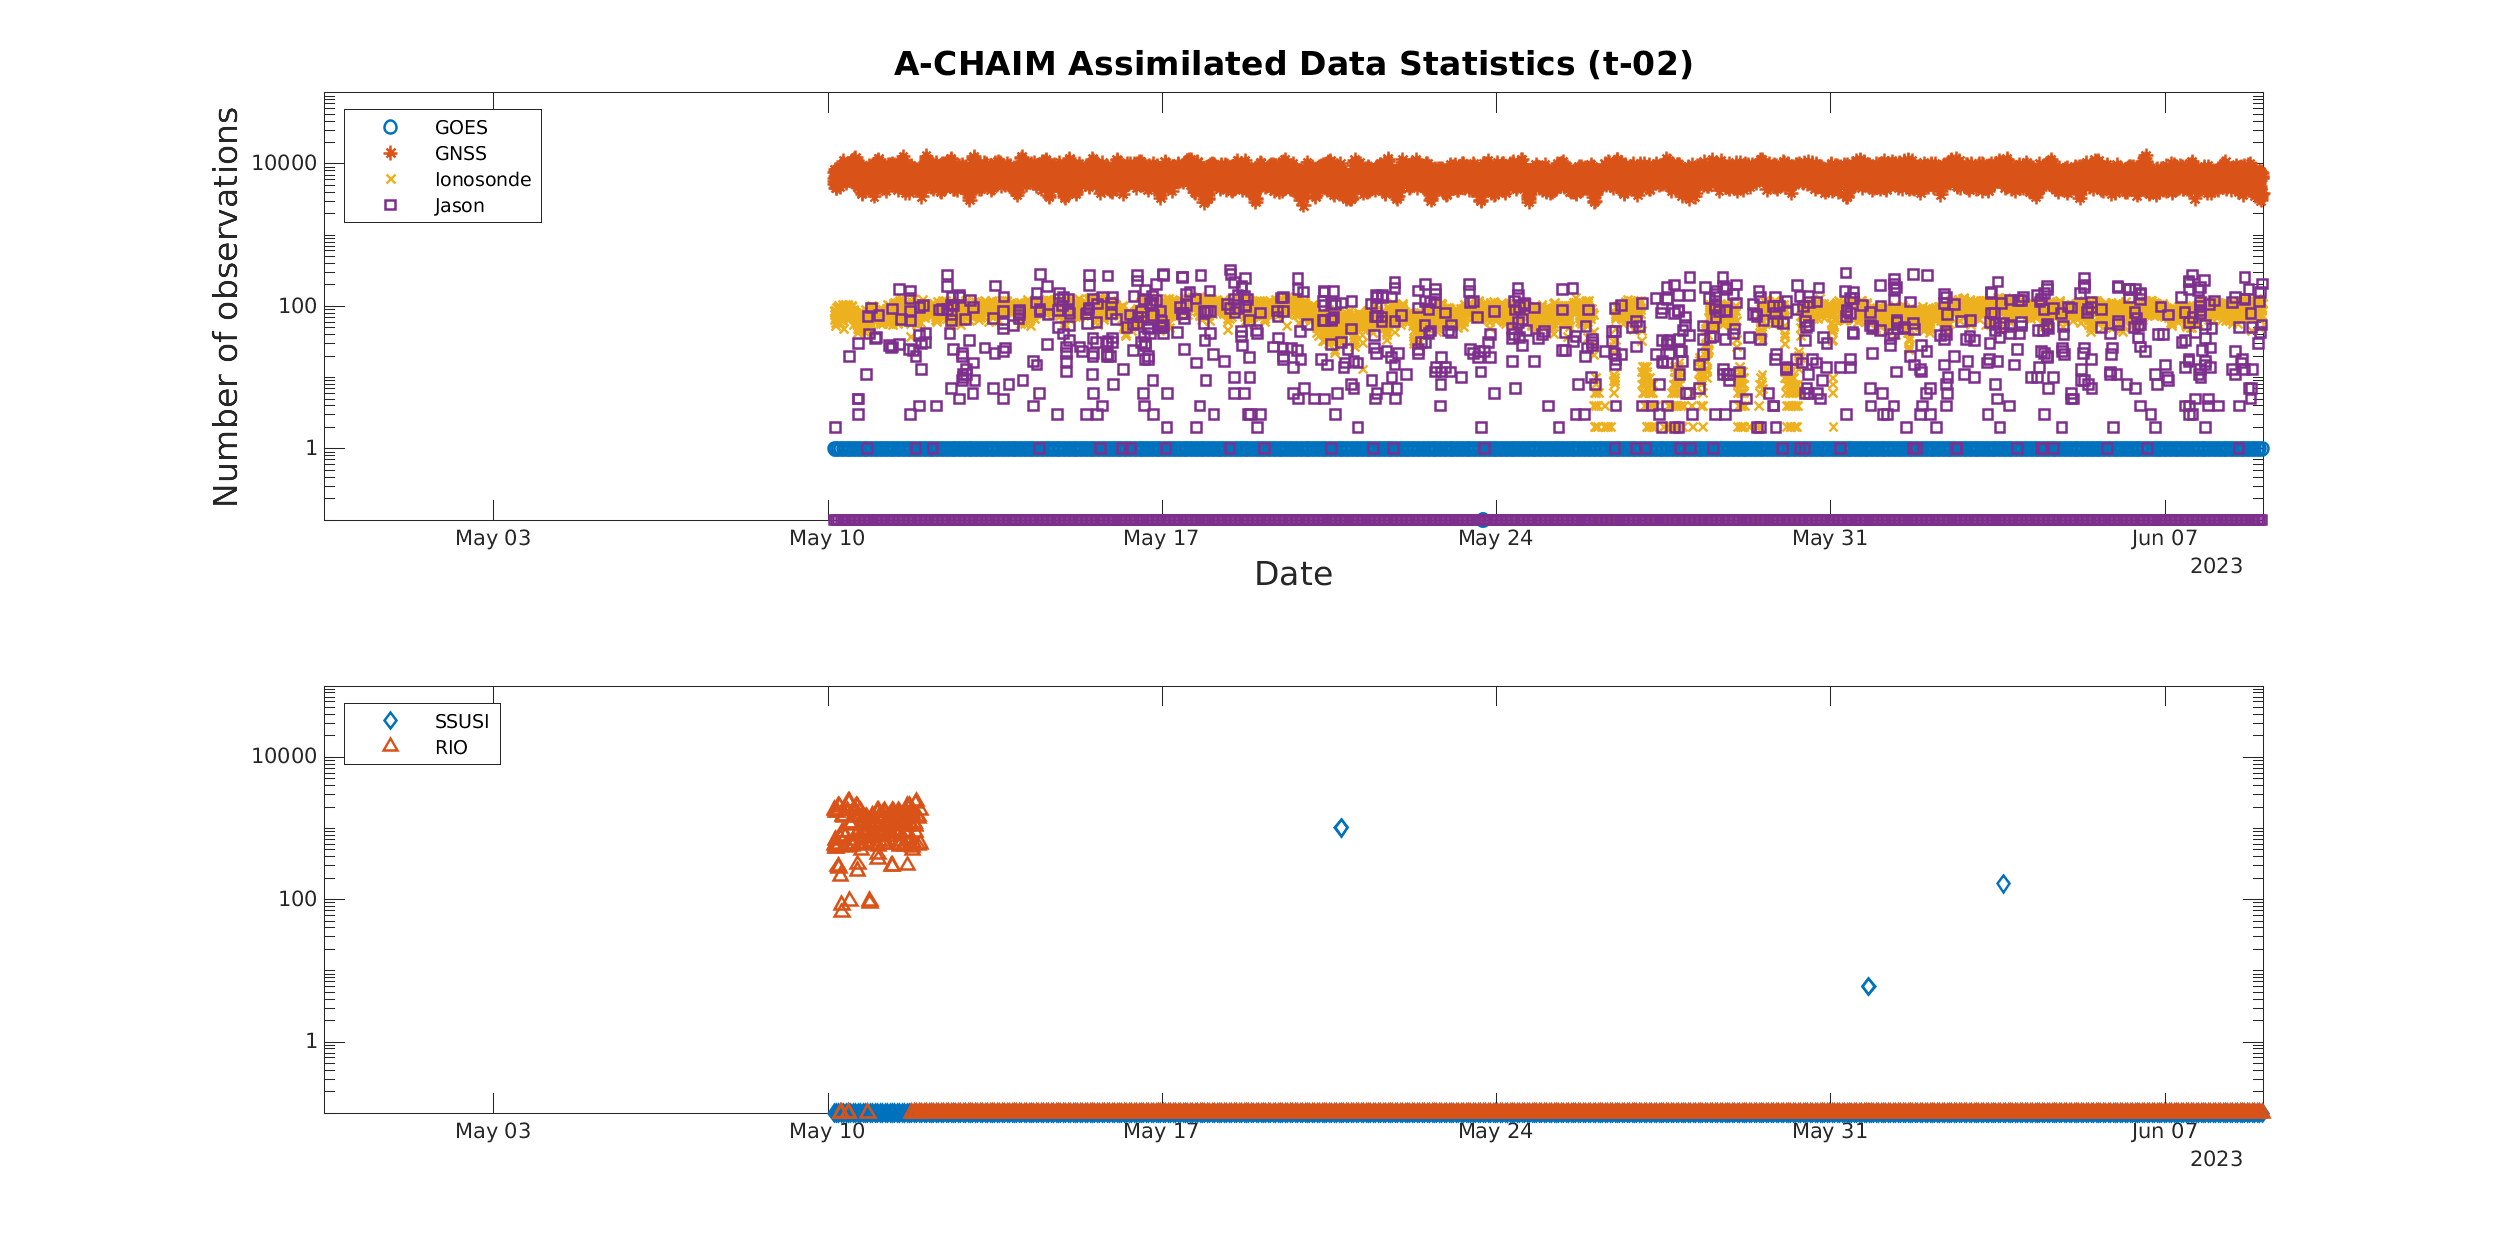 A-CHAIM Assimilated Data Statistics (t-02)
Number of observations
GOES
GNSS
Ionosonde
Jason
10000
100
1
May 03
May 10
May 17
May 24
May 31
Jun 07
2023
Date
SSUSI
RIO
10000
100
1
May 03
May 10
May 17
May 24
May 31
Jun 07
2023